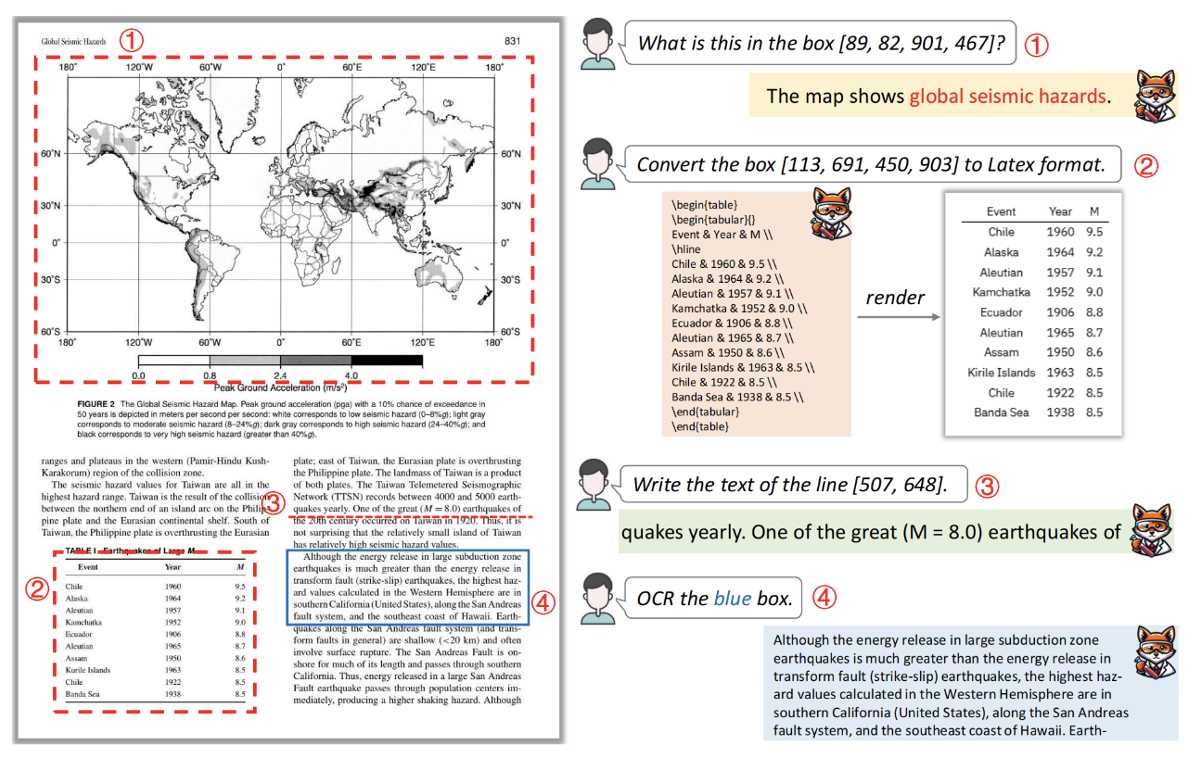 Global Seismic Hazards
①
831
180˚ 120˚W 60˚W 0˚ 60˚E 120˚E 180˚
60˚N 60˚N
30˚N 30˚N
0˚ 0˚
30˚S 30˚S
60˚S 60˚S
180˚ 120˚W 60˚W 0˚ 60˚E 120˚E 180˚
0.0 0.8 2.4 4.0
Peak Ground Acceleration (m/s²)
FIGURE 2 The Global Seismic Hazard Map. Peak ground acceleration (pga) with a 10% chance of exceedance in
50 years is depicted in meters per second per second: white corresponds to low seismic hazard (0–8%g); light gray
corresponds to moderate seismic hazard (8–24%g); dark gray corresponds to high seismic hazard (24–40%g); and
black corresponds to very high seismic hazard (greater than 40%g).
ranges and plateaus in the western (Pamir-Hindu Kush-
Karakorum) region of the collision zone.
The seismic hazard values for Taiwan are all in the
highest hazard range. Taiwan is the result of the collision
between the northern end of an island arc on the Philip-
pine plate and the Eurasian continental shelf. South of
Taiwan, the Philippine plate is overthrusting the Eurasian
②
TABLE I Earthquakes of Large M
Event Year M
Chile 1960 9.5
Alaska 1964 9.2
Aleutian 1957 9.1
Kamchatka 1952 9.0
Ecuador 1906 8.8
Aleutian 1965 8.7
Assam 1950 8.6
Kurile Islands 1963 8.5
Chile 1922 8.5
Banda Sea 1938 8.5
plate; east of Taiwan, the Eurasian plate is overthrusting
the Philippine plate. The landmass of Taiwan is a product
of both plates. The Taiwan Telemetered Seismographic
Network (TTSN) records between 4000 and 5000 earth-
③
quakes yearly. One of the great (M = 8.0) earthquakes of
the 20th century occurred on Taiwan in 1920. Thus, it is
not surprising that the relatively small island of Taiwan
has relatively high seismic hazard values.
Although the energy release in large subduction zone
earthquakes is much greater than the energy release in
transform fault (strike-slip) earthquakes, the highest haz-
ard values calculated in the Western Hemisphere are in
southern California (United States), along the San Andreas
fault system, and the southeast coast of Hawaii. Earth-
④
quakes along the San Andreas fault system (and trans-
form faults in general) are shallow (<20 km) and often
involve surface rupture. The San Andreas Fault is on-
shore for much of its length and passes through southern
California. Thus, energy released in a large San Andreas
Fault earthquake passes through population centers im-
mediately, producing a higher shaking hazard. Although
What is this in the box [89, 82, 901, 467]?
①
The map shows global seismic hazards.
Convert the box [113, 691, 450, 903] to Latex format.
②
\begin{table}
\begin{tabular}{}
Event & Year & M \\
\hline
Chile & 1960 & 9.5 \\
Alaska & 1964 & 9.2 \\
Aleutian & 1957 & 9.1 \\
Kamchatka & 1952 & 9.0 \\
Ecuador & 1906 & 8.8 \\
Aleutian & 1965 & 8.7 \\
Assam & 1950 & 8.6 \\
Kirile Islands & 1963 & 8.5 \\
Chile & 1922 & 8.5 \\
Banda Sea & 1938 & 8.5 \\
\end{tabular}
\end{table}
render
Event Year M
Chile 1960 9.5
Alaska 1964 9.2
Aleutian 1957 9.1
Kamchatka 1952 9.0
Ecuador 1906 8.8
Aleutian 1965 8.7
Assam 1950 8.6
Kirile Islands 1963 8.5
Chile 1922 8.5
Banda Sea 1938 8.5
Write the text of the line [507, 648].
③
quakes yearly. One of the great (M = 8.0) earthquakes of
OCR the blue box.
④
Although the energy release in large subduction zone
earthquakes is much greater than the energy release in
transform fault (strike-slip) earthquakes, the highest haz-
ard values calculated in the Western Hemisphere are in
southern California (United States), along the San Andreas
fault system, and the southeast coast of Hawaii. Earth-